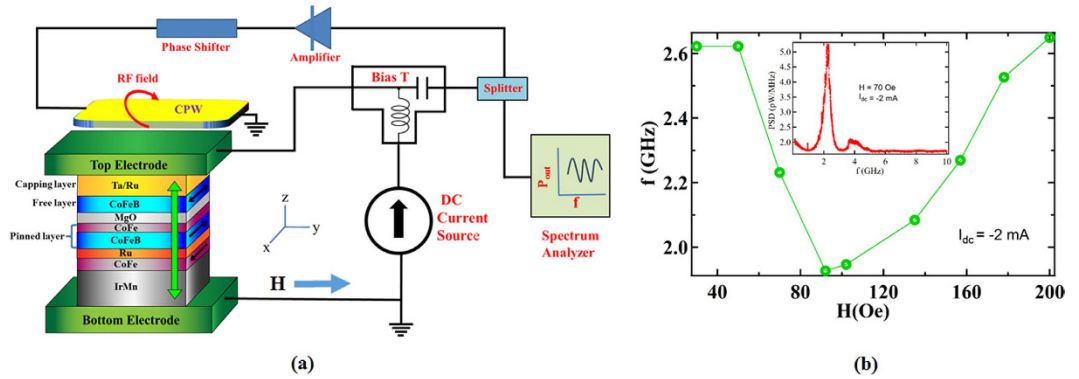 Phase Shifter
Amplifier
RF field
CPW
Bias T
Splitter
Top Electrode
Capping layer
Ta/Ru
Free layer
CoFeB
MgO
CoFe
Pinned layer
CoFeB
Ru
CoFe
IrMn
Bottom Electrode
z
y
x
H
DC
Current
Source
P_out
f
Spectrum
Analyzer
(a)
f (GHz)
2.6
2.4
2.2
2.0
40
80
120
160
200
H(Oe)
I_dc = -2 mA
PSD (pW/MHz)
5.0
4.5
4.0
3.5
3.0
2.5
2.0
2
4
6
8
10
f (GHz)
H = 70 Oe
I_dc = -2 mA
(b)